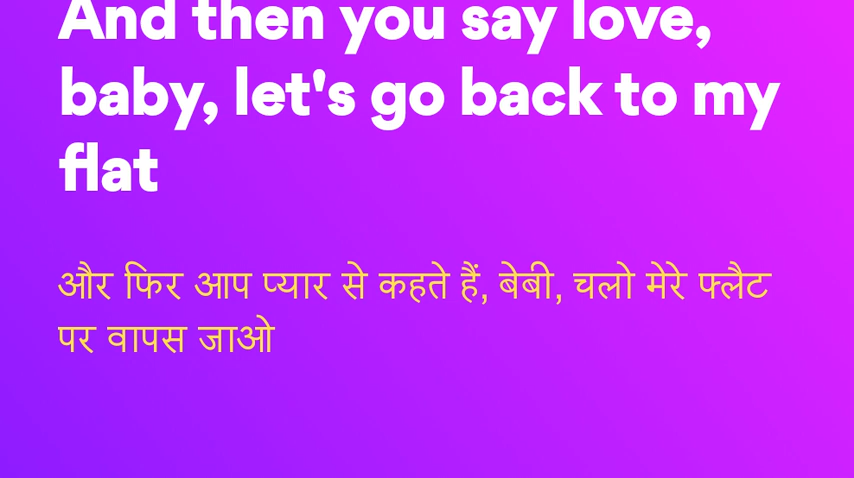 And then you say love,
baby, let's go back to my
flat
और फिर आप प्यार से कहते हैं, बेबी, चलो मेरे फ्लैट
पर वापस जाओ